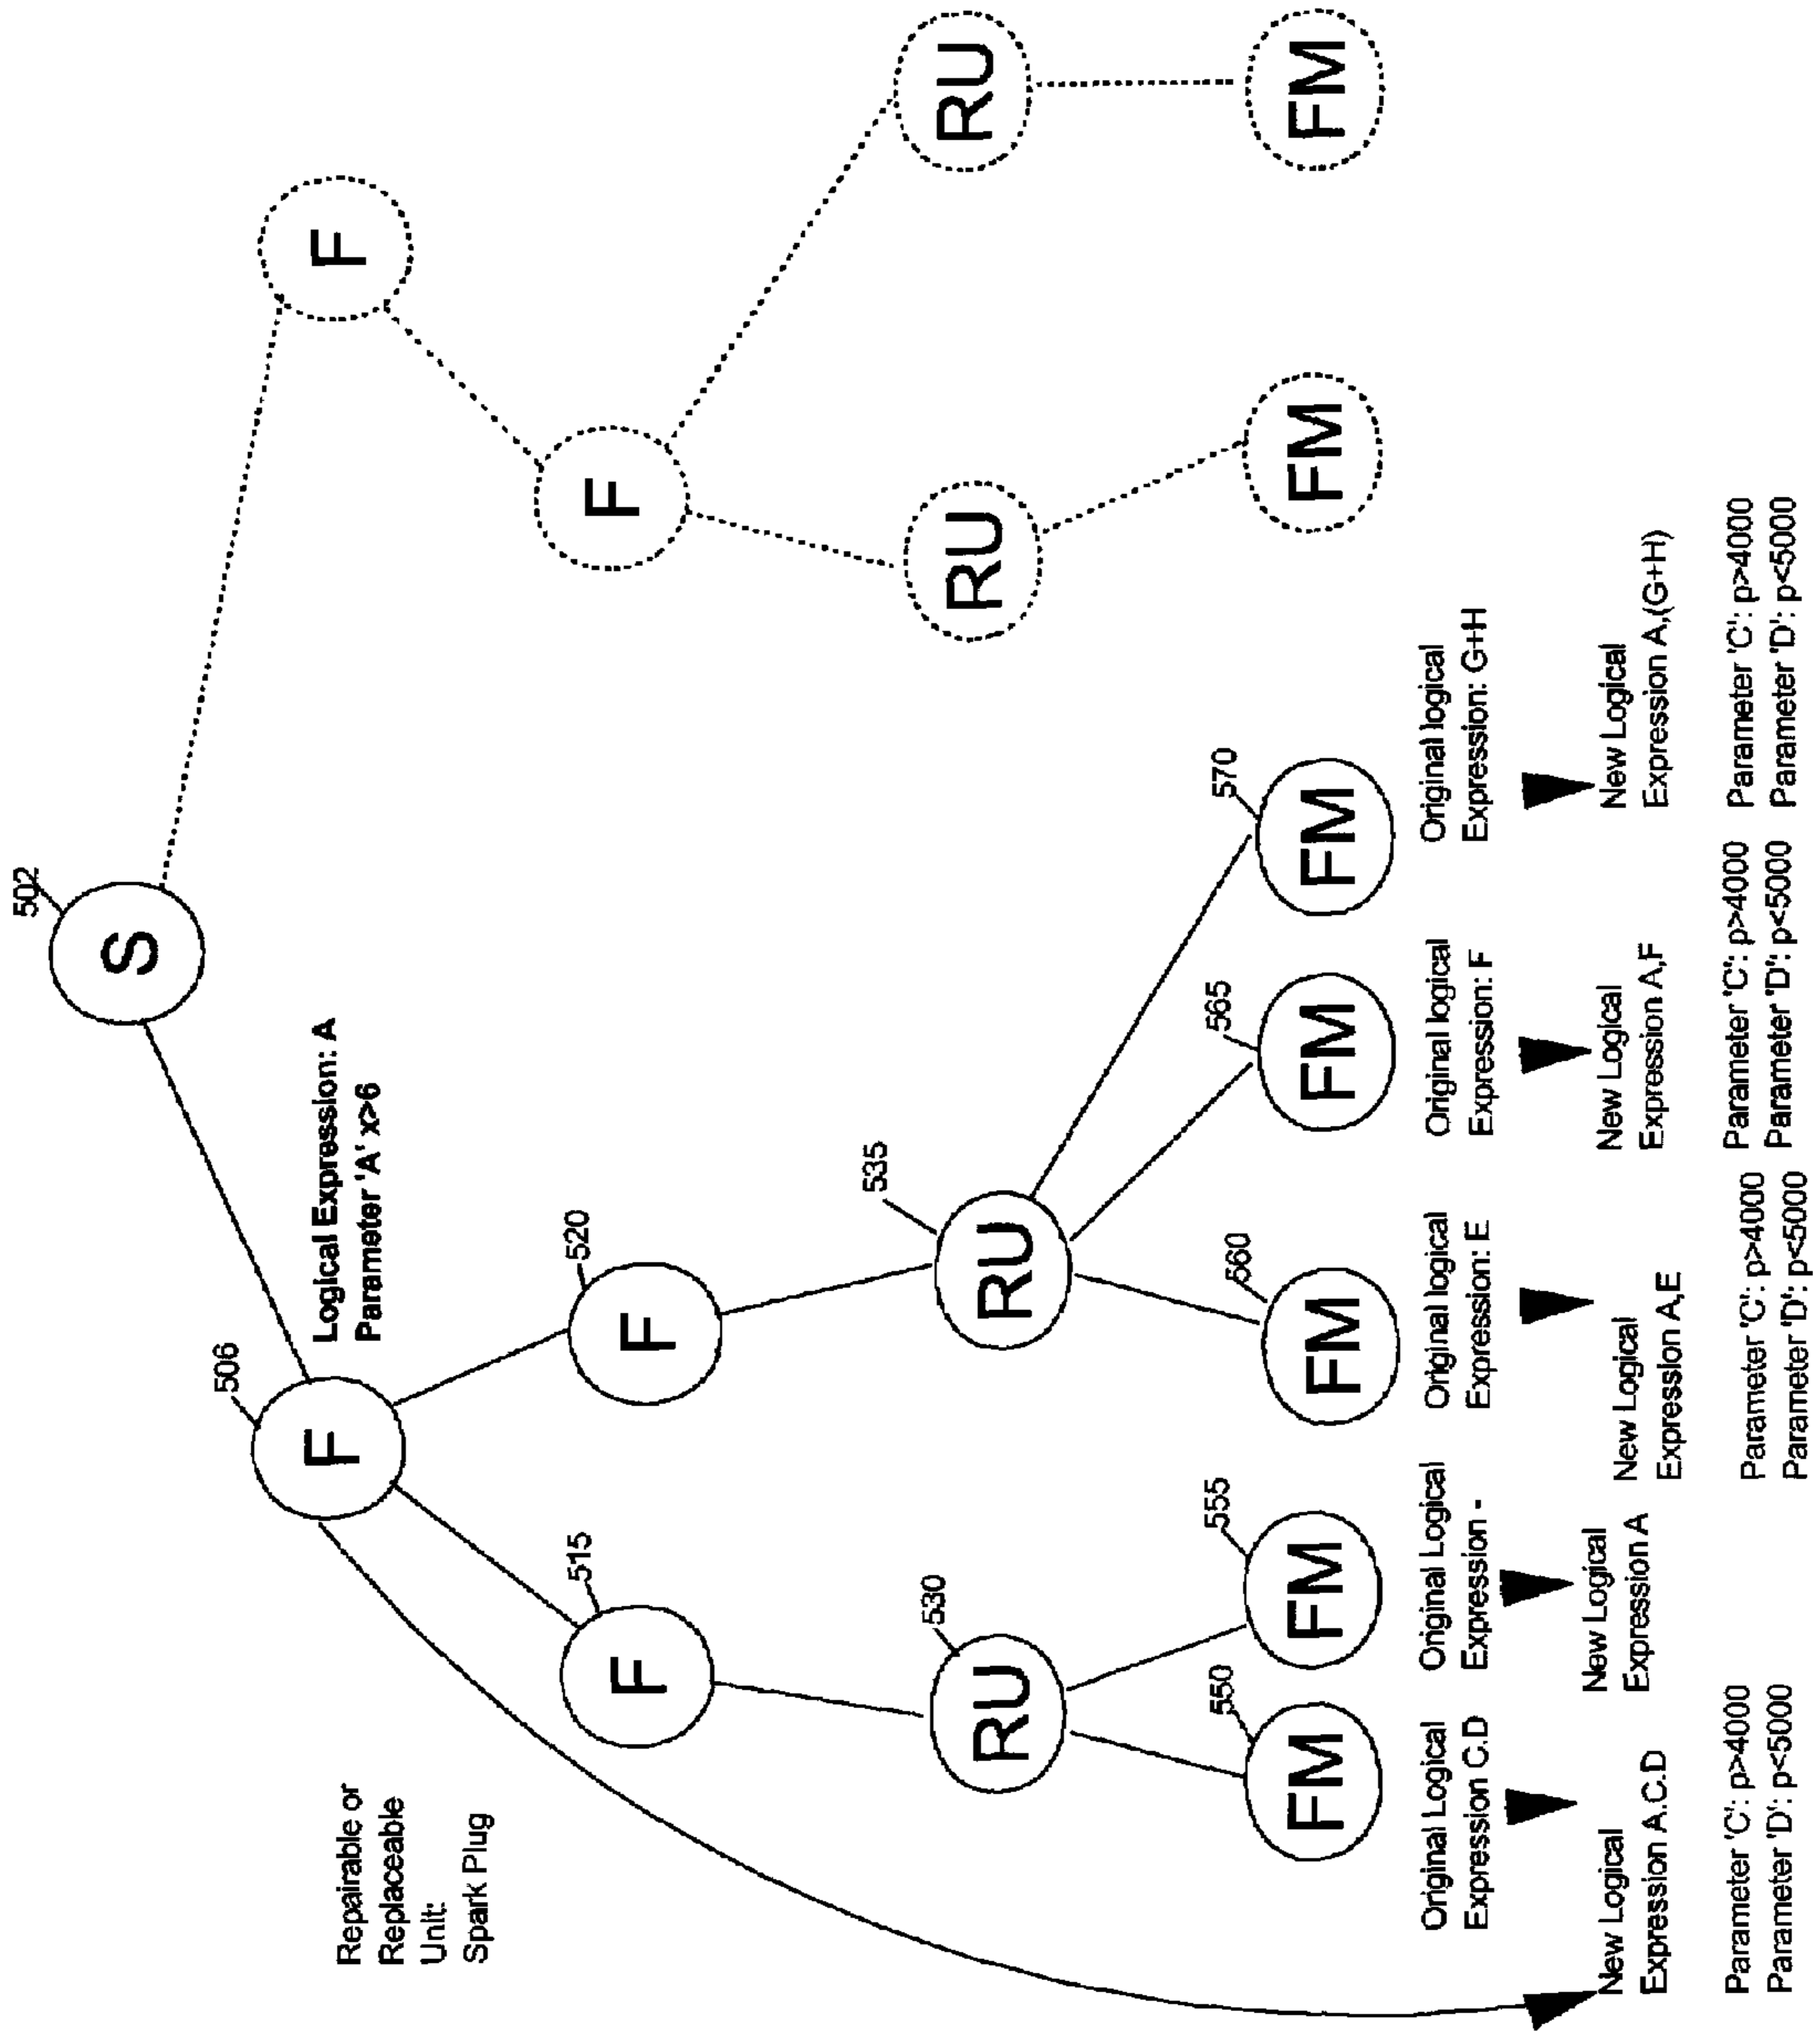 502
S
506
F
Logical Expression: A
Parameter 'A' x>6
F
Repairable or
Replaceable
Unit:
Spark Plug
515
F
520
F
F
530
RU
535
RU
RU
RU
550
FM
555
FM
560
FM
565
FM
570
FM
FM
FM
Original Logical
Expression C.D
New Logical
Expression A.C.D
Parameter 'C': p>4000
Parameter 'D': p<5000
Original Logical
Expression -
New Logical
Expression A
Original logical
Expression: E
New Logical
Expression A,E
Parameter 'C': p>4000
Parameter 'D': p<5000
Original logical
Expression: F
New Logical
Expression A,F
Parameter 'C': p>4000
Parameter 'D': p<5000
Original logical
Expression: G+H
New Logical
Expression A,(G+H)
Parameter 'C': p>4000
Parameter 'D': p<5000